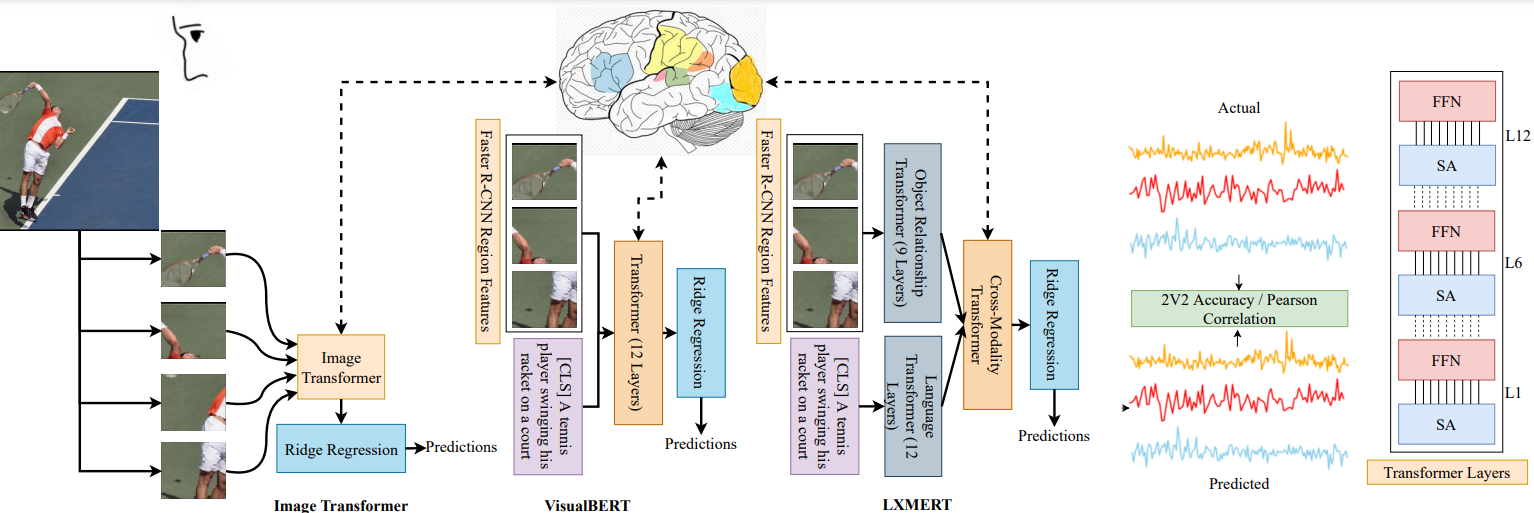 Image
Transformer
Ridge Regression
Predictions
Image Transformer
Faster R-CNN Region Features
[CLS] A tennis
player swinging his
racket on a court
Transformer (12 Layers)
Ridge Regression
Predictions
VisualBERT
Faster R-CNN Region Features
[CLS] A tennis
player swinging his
racket on a court
Object Relationship
Transformer (9 Layers)
Language
Transformer (12
Layers)
Cross-Modality
Transformer
Ridge Regression
Predictions
LXMERT
Actual
2V2 Accuracy / Pearson
Correlation
Predicted
FFN
L12
SA
FFN
L6
SA
FFN
L1
SA
Transformer Layers